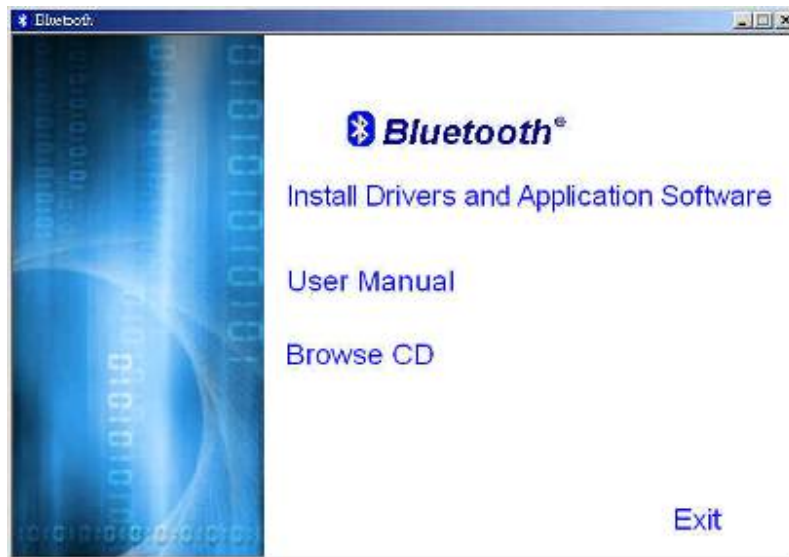 Bluetooth
Bluetooth®
Install Drivers and Application Software
User Manual
Browse CD
Exit